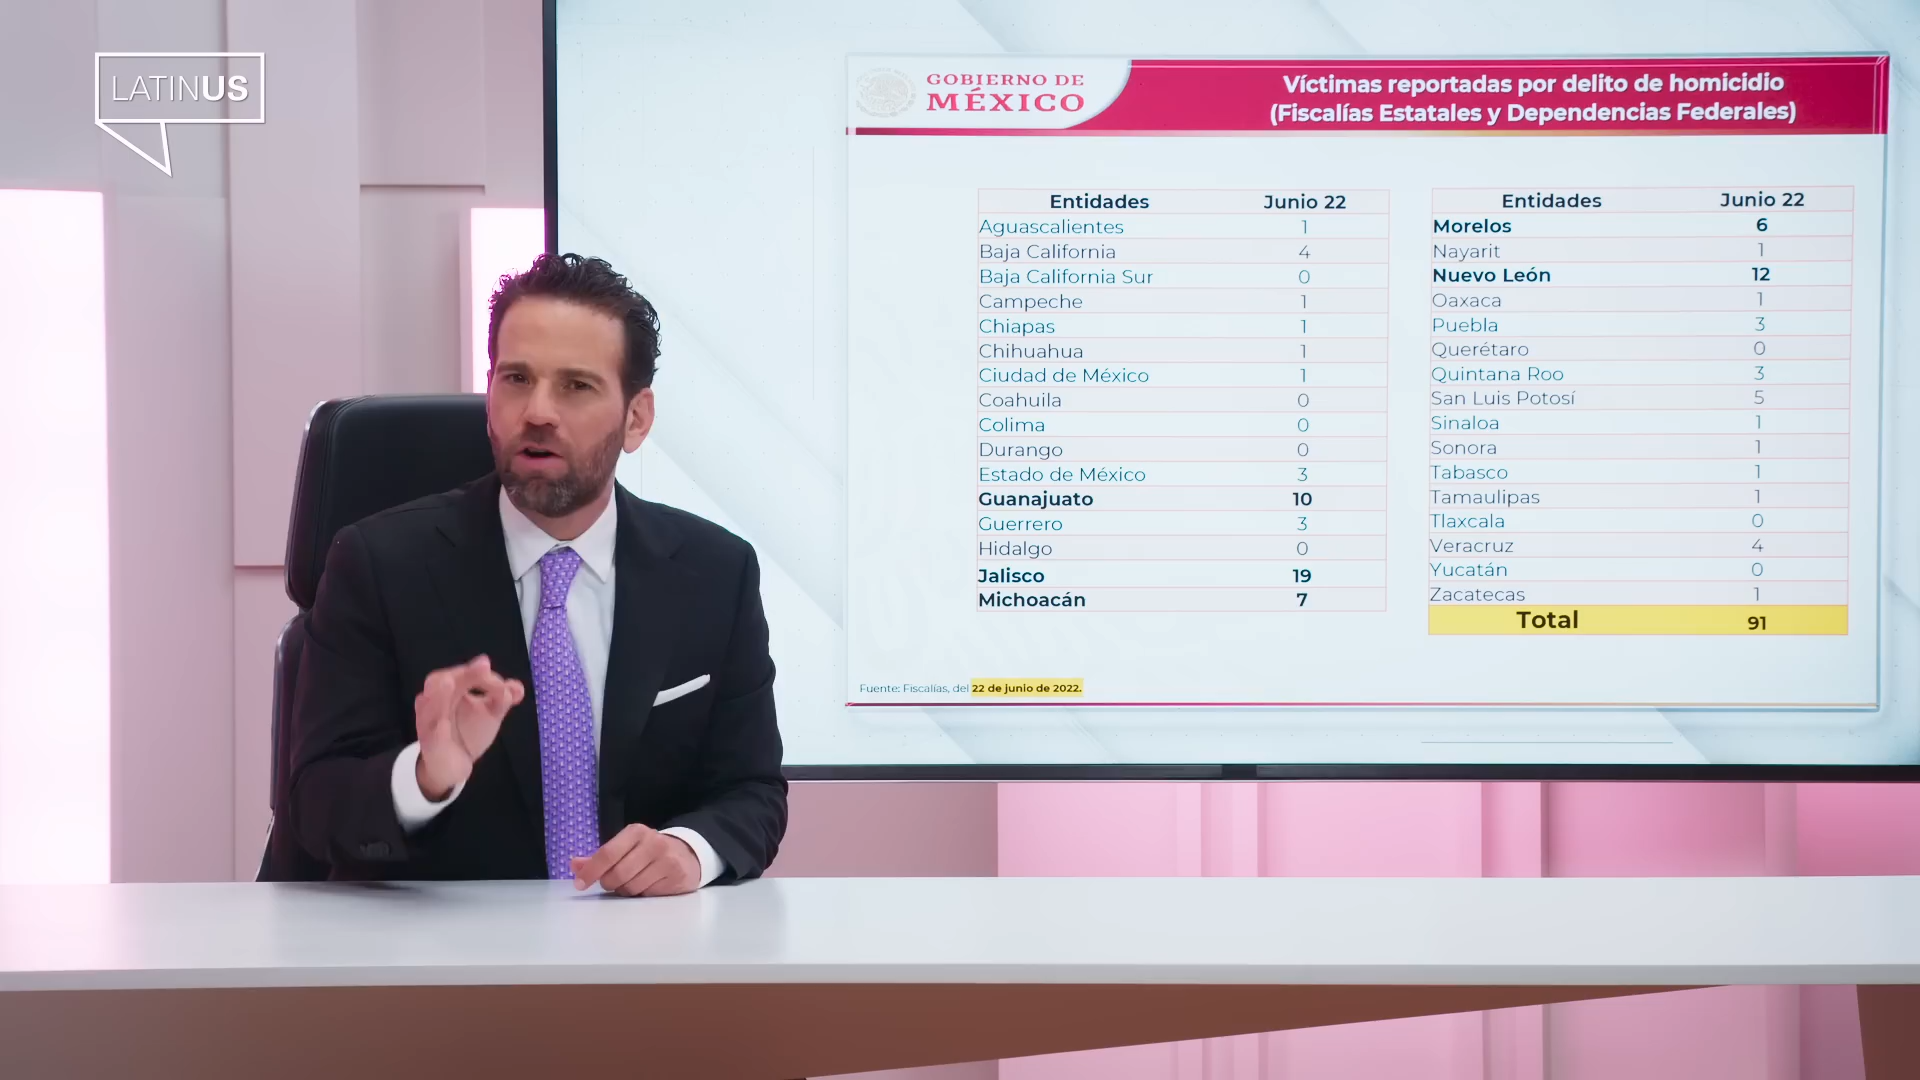 LATINUS
GOBIERNO DE
MÉXICO
Víctimas reportadas por delito de homicidio
(Fiscalías Estatales y Dependencias Federales)
Entidades Junio 22
Aguascalientes 1
Baja California 4
Baja California Sur 0
Campeche 1
Chiapas 1
Chihuahua 1
Ciudad de México 1
Coahuila 0
Colima 0
Durango 0
Estado de México 3
Guanajuato 10
Guerrero 3
Hidalgo 0
Jalisco 19
Michoacán 7
Entidades Junio 22
Morelos 6
Nayarit 1
Nuevo León 12
Oaxaca 1
Puebla 3
Querétaro 0
Quintana Roo 3
San Luis Potosí 5
Sinaloa 1
Sonora 1
Tabasco 1
Tamaulipas 1
Tlaxcala 0
Veracruz 4
Yucatán 0
Zacatecas 1
Total 91
Fuente: Fiscalías, del 22 de junio de 2022.